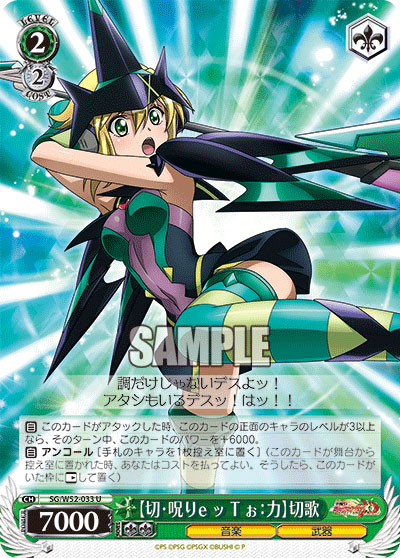 LEVEL
2
2
COST
SAMPLE
調だけじゃないデスよッ!
アタシもいるデスッ!はッ!!
【自】このカードがアタックした時、このカードの正面のキャラのレベルが3以上
なら、そのターン中、このカードのパワーを+6000。
【自】アンコール [手札のキャラを1枚控え室に置く](このカードが舞台から
控え室に置かれた時、あなたはコストを払ってよい。そうしたら、このカードが
いた枠に[レスト]して置く)
CH SG/W52-033 U
POWER
7000
【切・呪りeッTぉ:力】切歌
音楽
武器
©PS ©PSG ©PSGX ©BUSHI © P